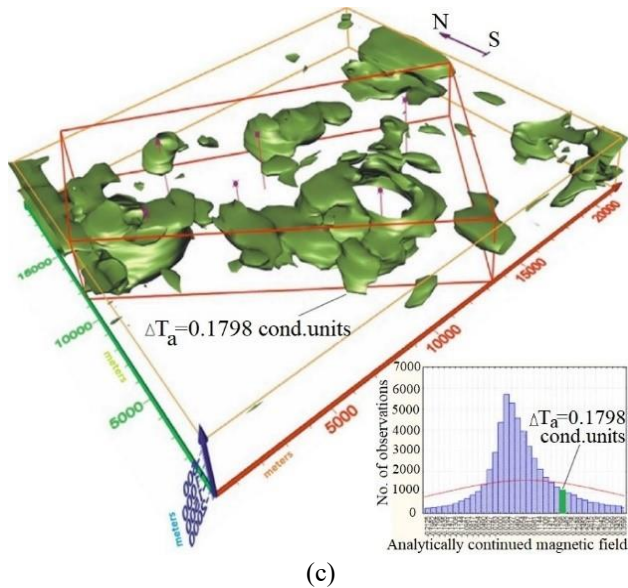 N
S
20000
15000
10000
5000
meters
15000
10000
meters
5000
meters
ΔTa=0.1798 cond.units
7000
6000
5000
4000
3000
2000
1000
0
No. of observations
ΔTa=0.1798
cond.units
Analytically continued magnetic field
(c)